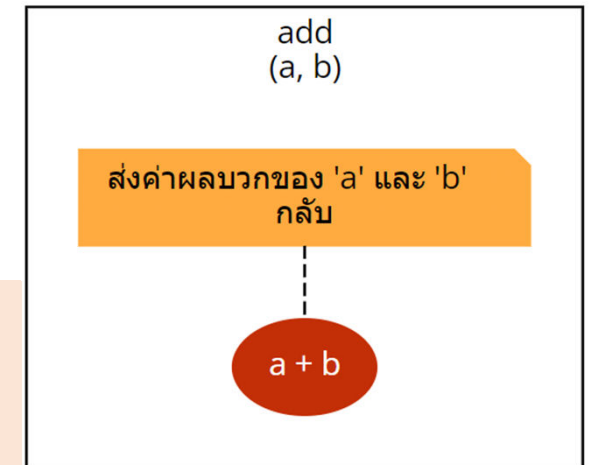 add
(a, b)
ส่งค่าผลบวกของ 'a' และ 'b'
กลับ
a + b